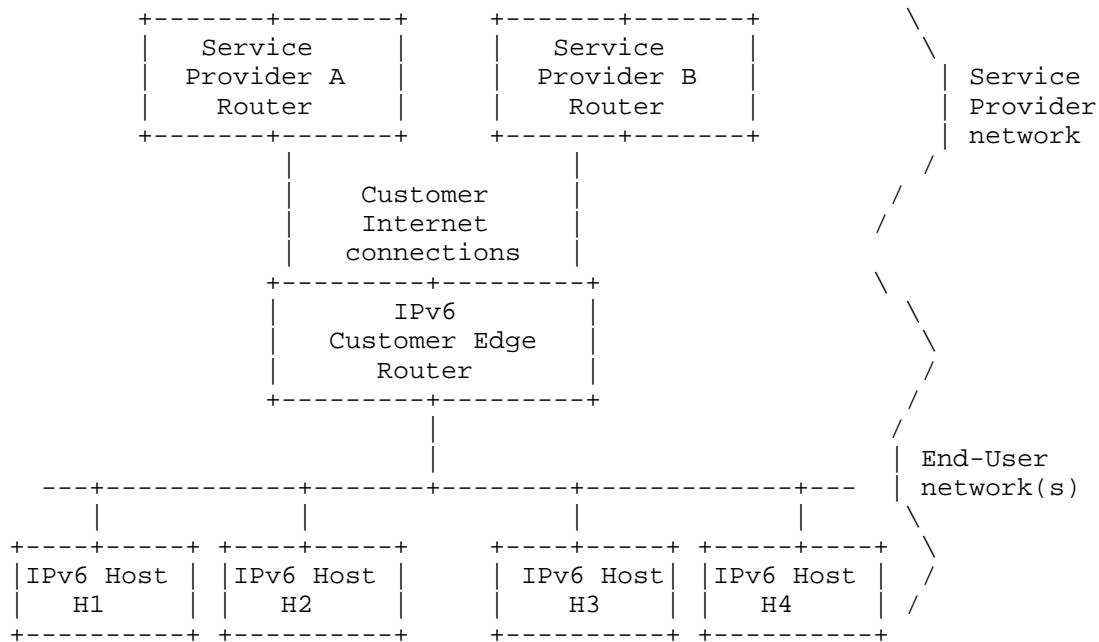 Service Provider A Router
Service Provider B Router
Service Provider network
Customer Internet connections
IPv6 Customer Edge Router
End-User network(s)
IPv6 Host H1
IPv6 Host H2
IPv6 Host H3
IPv6 Host H4